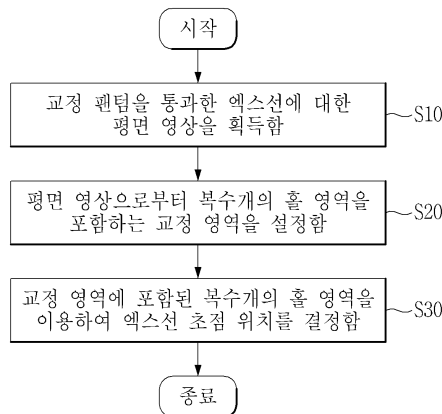 시작
교정 팬텀을 통과한 엑스선에 대한
평면 영상을 획득함
S10
평면 영상으로부터 복수개의 홀 영역을
포함하는 교정 영역을 설정함
S20
교정 영역에 포함된 복수개의 홀 영역을
이용하여 엑스선 초점 위치를 결정함
S30
종료